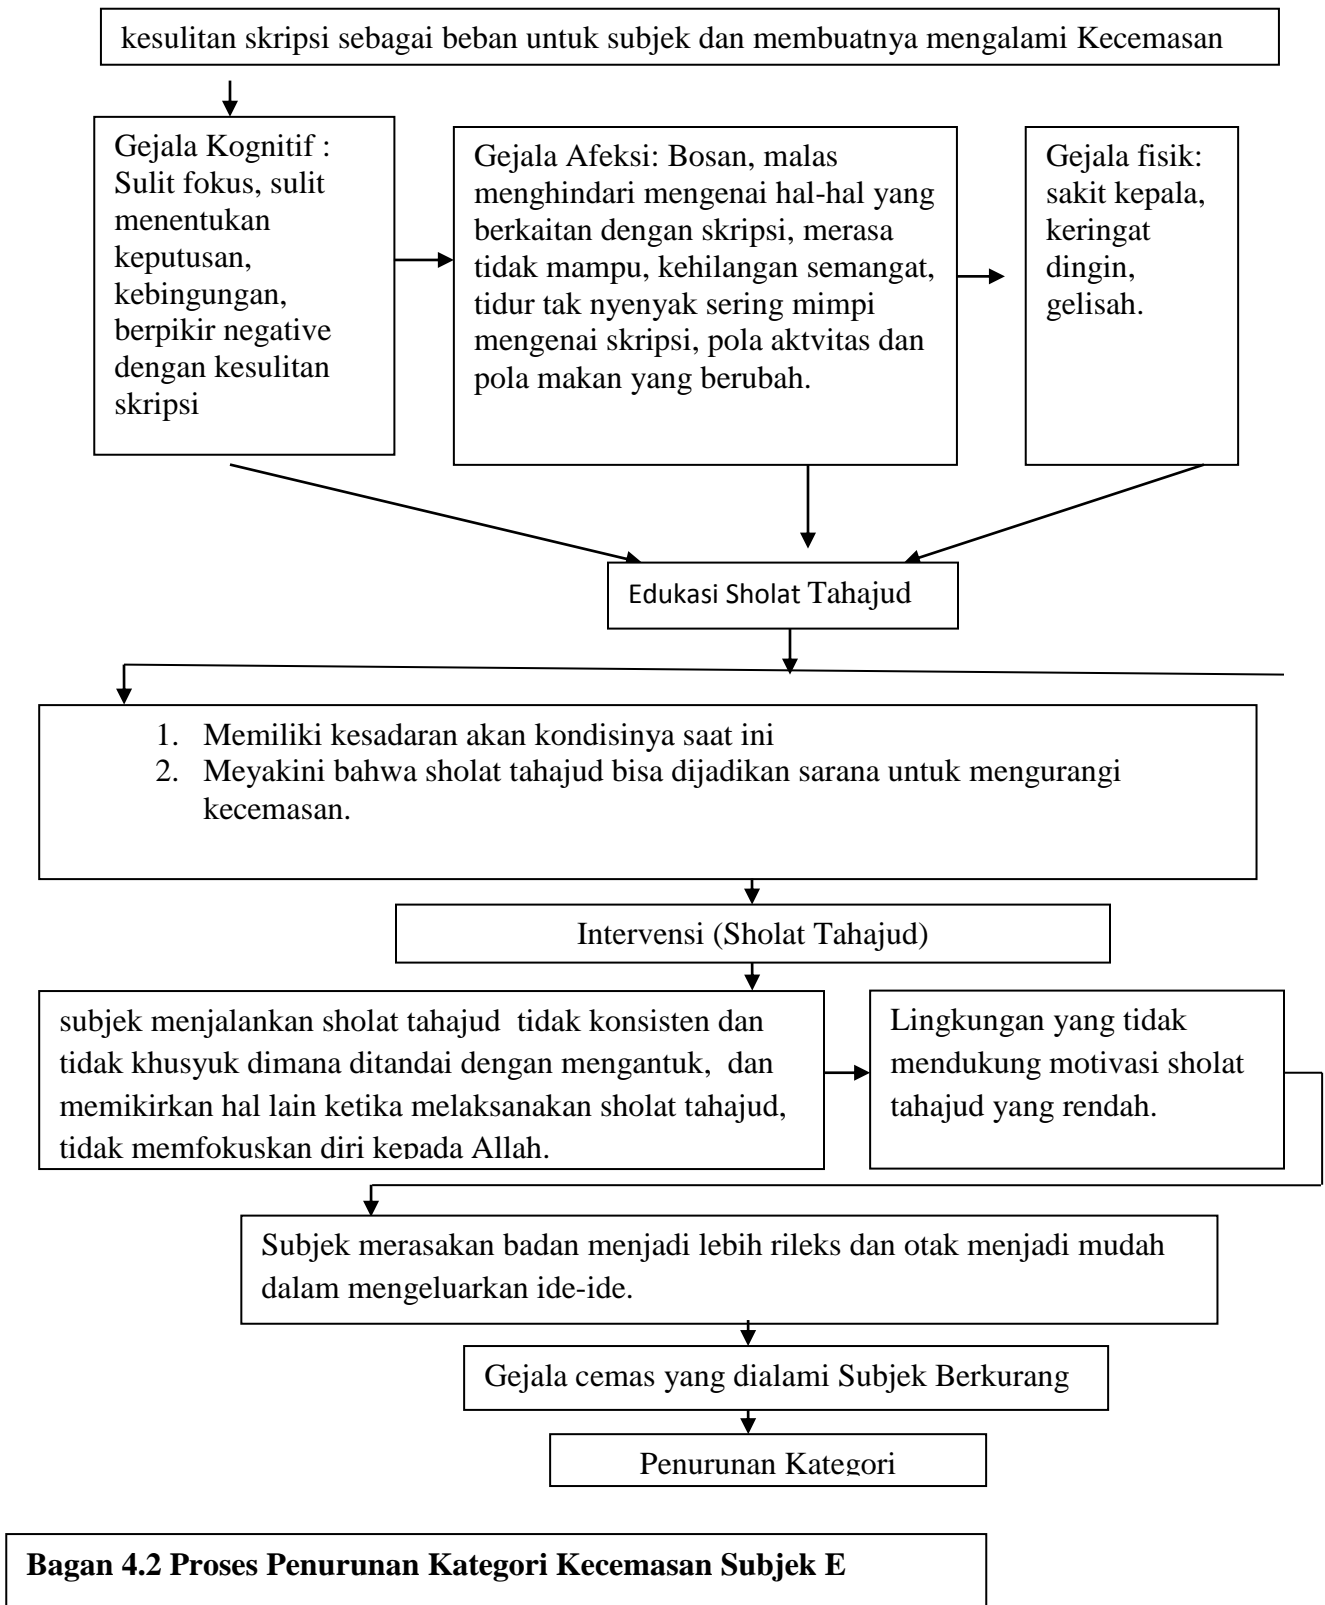 kesulitan skripsi sebagai beban untuk subjek dan membuatnya mengalami Kecemasan
Gejala Kognitif :
Sulit fokus, sulit
menentukan
keputusan,
kebingungan,
berpikir negative
dengan kesulitan
skripsi
Gejala Afeksi: Bosan, malas
menghindari mengenai hal-hal yang
berkaitan dengan skripsi, merasa
tidak mampu, kehilangan semangat,
tidur tak nyenyak sering mimpi
mengenai skripsi, pola aktvitas dan
pola makan yang berubah.
Gejala fisik:
sakit kepala,
keringat
dingin,
gelisah.
Edukasi Sholat Tahajud
1. Memiliki kesadaran akan kondisinya saat ini
2. Meyakini bahwa sholat tahajud bisa dijadikan sarana untuk mengurangi
kecemasan.
Intervensi (Sholat Tahajud)
subjek menjalankan sholat tahajud  tidak konsisten dan
tidak khusyuk dimana ditandai dengan mengantuk,  dan
memikirkan hal lain ketika melaksanakan sholat tahajud,
tidak memfokuskan diri kepada Allah.
Lingkungan yang tidak
mendukung motivasi sholat
tahajud yang rendah.
Subjek merasakan badan menjadi lebih rileks dan otak menjadi mudah
dalam mengeluarkan ide-ide.
Gejala cemas yang dialami Subjek Berkurang
Penurunan Kategori
Bagan 4.2 Proses Penurunan Kategori Kecemasan Subjek E